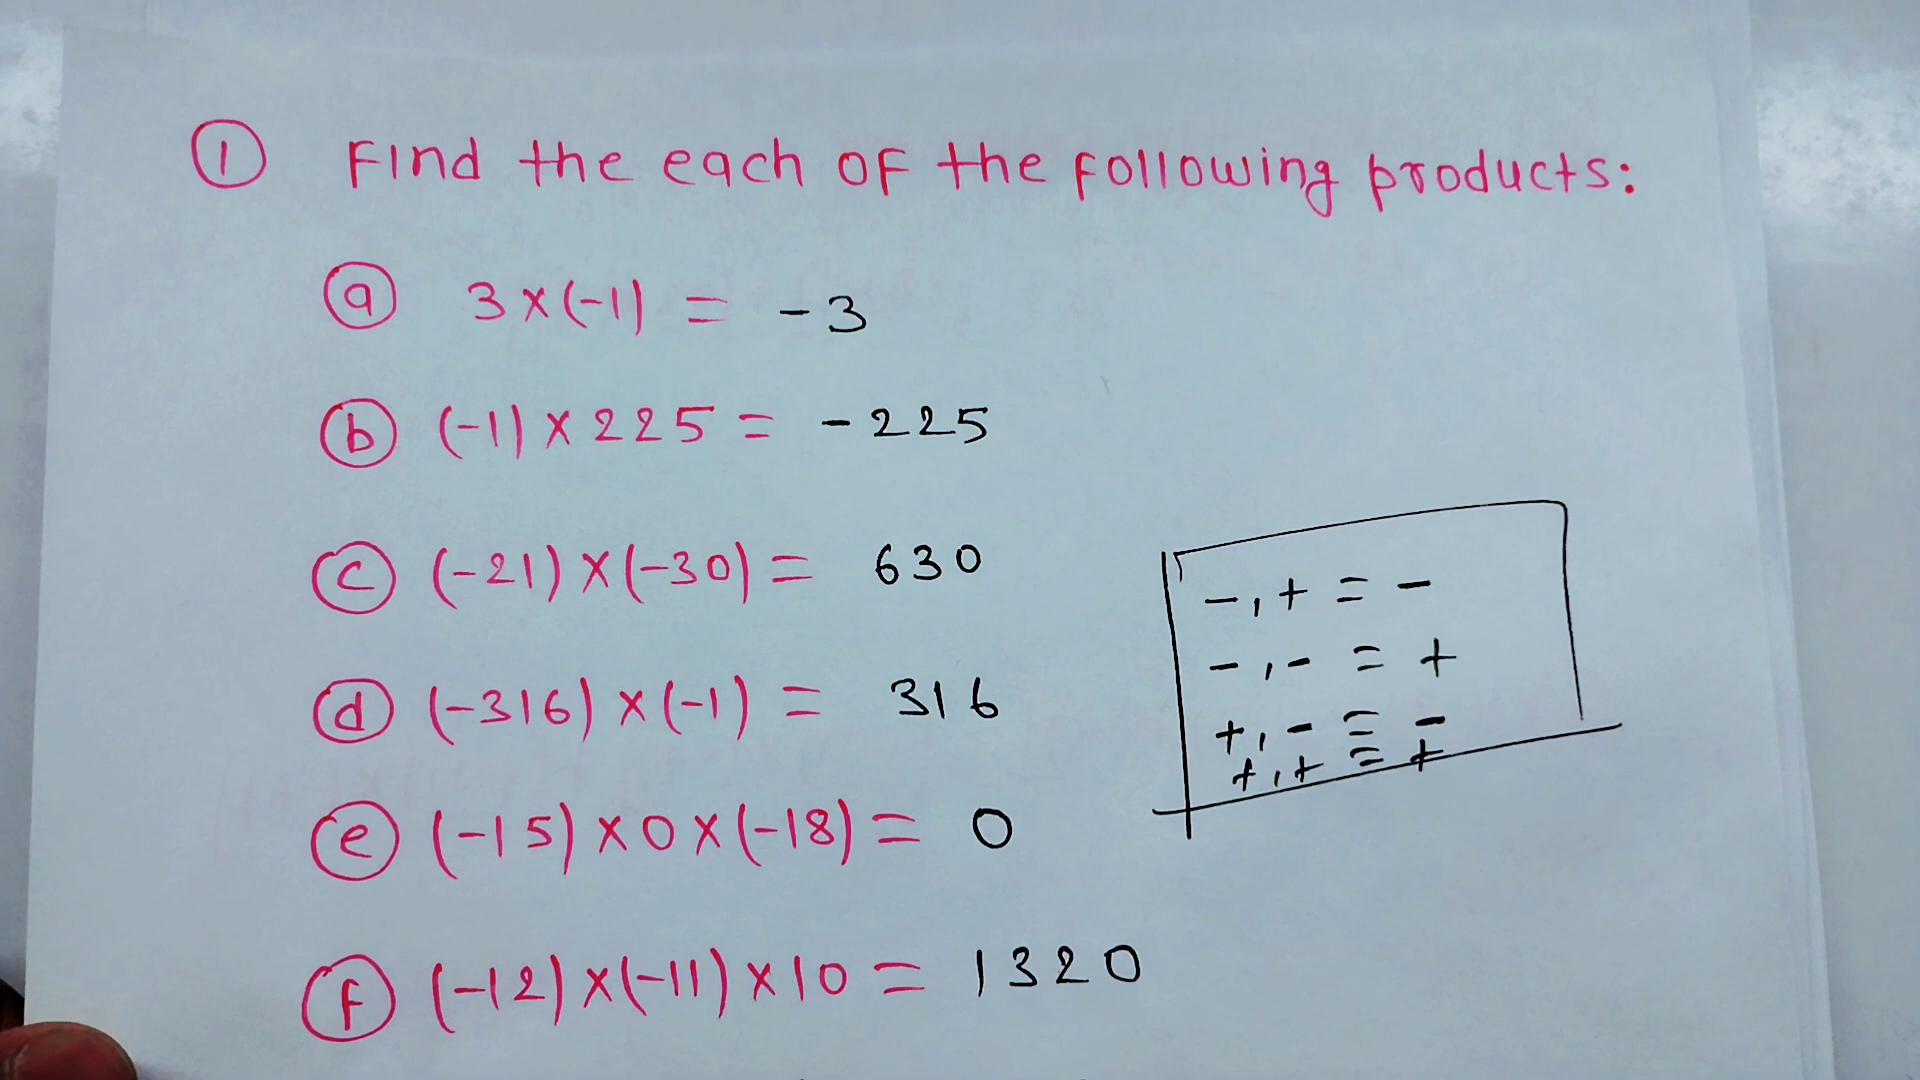 ① Find the each of the following products:
ⓐ 3×(-1) = -3
ⓑ (-1)×225 = -225
ⓒ (-21)×(-30) = 630
ⓓ (-316)×(-1) = 316
ⓔ (-15)×0×(-18) = 0
ⓕ (-12)×(-11)×10 = 1320
-,+ = -
-,- = +
+,- = -
+,+ = +